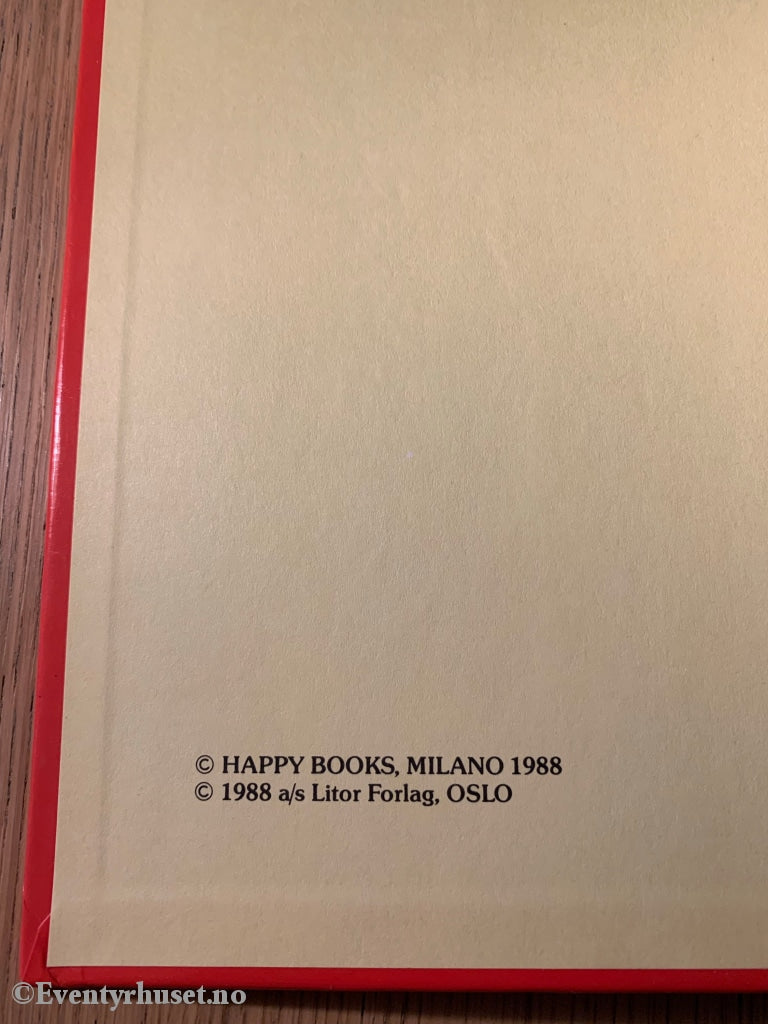 © HAPPY BOOKS, MILANO 1988
© 1988 a/s Litor Forlag, OSLO
©Eventyrhuset.no